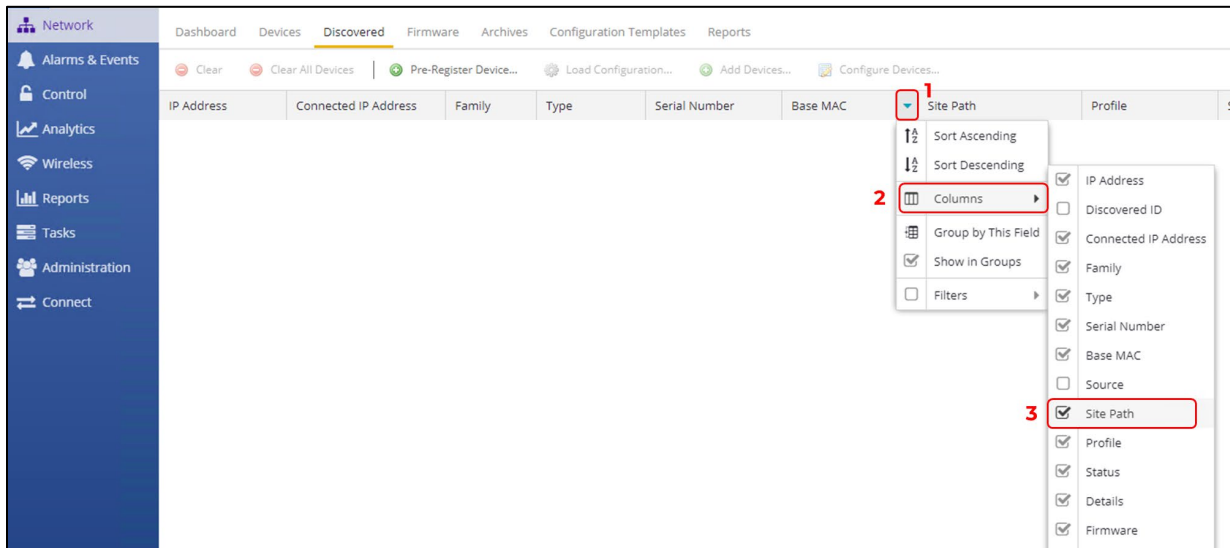 Network
Alarms & Events
Control
Analytics
Wireless
Reports
Tasks
Administration
Connect
Dashboard Devices Discovered Firmware Archives Configuration Templates Reports
Clear Clear All Devices Pre-Register Device... Load Configuration... Add Devices... Configure Devices...
1
IP Address Connected IP Address Family Type Serial Number Base MAC Site Path Profile S
Sort Ascending
Sort Descending
2 Columns
Group by This Field
Show in Groups
Filters
IP Address
Discovered ID
Connected IP Address
Family
Type
Serial Number
Base MAC
Source
3 Site Path
Profile
Status
Details
Firmware